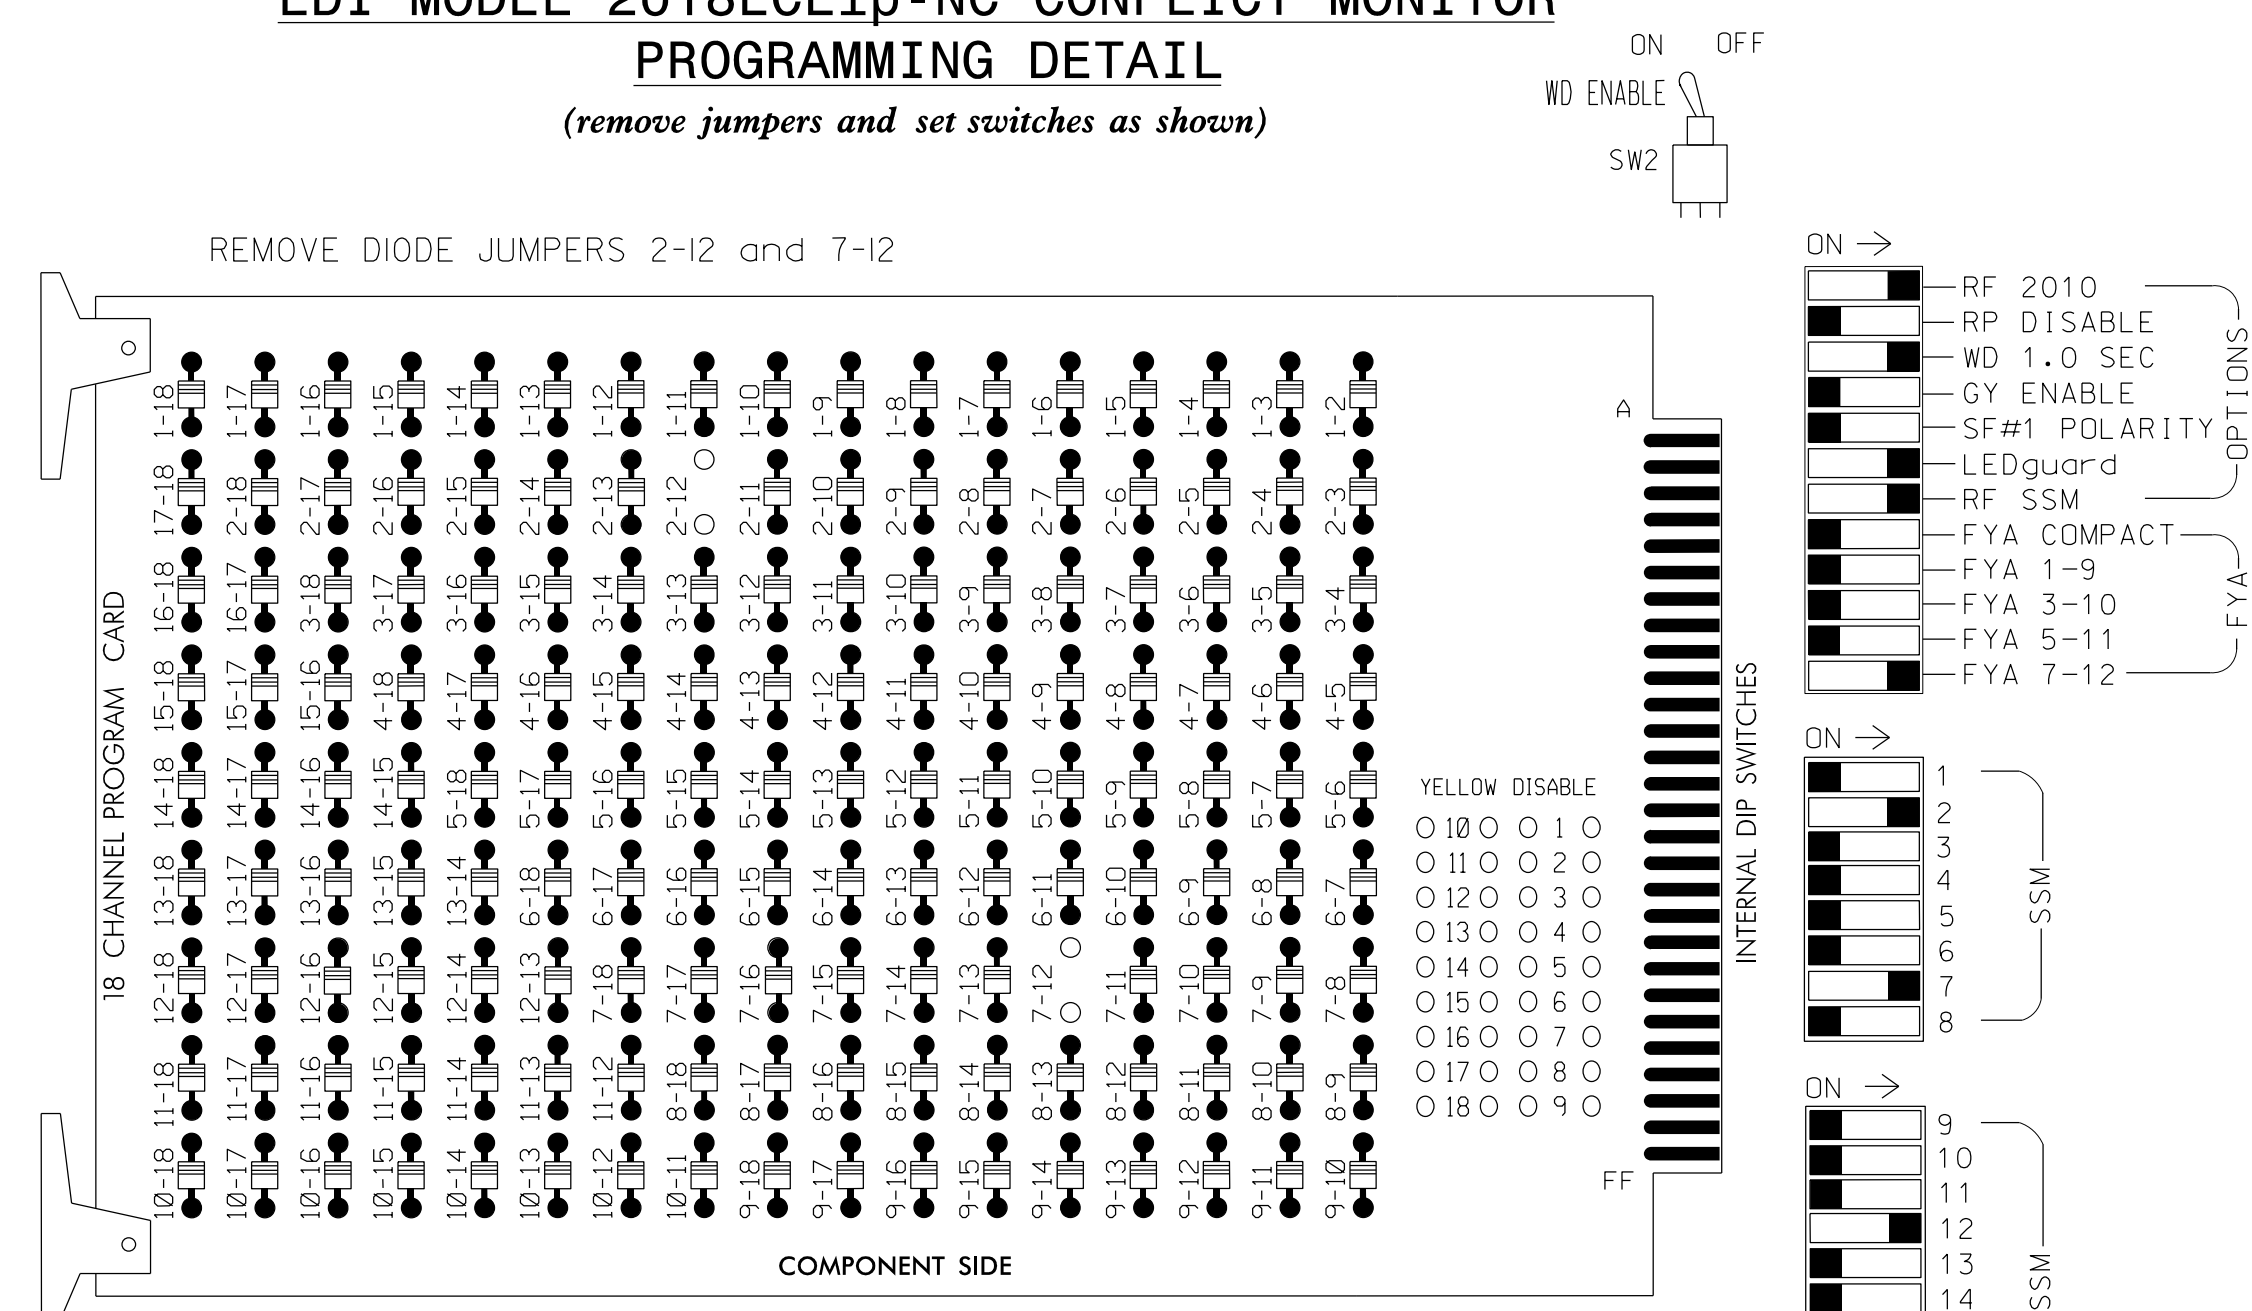 PROGRAMMING DETAIL
(remove jumpers and set switches as shown)
ON OFF
WD ENABLE
SW2
REMOVE DIODE JUMPERS 2-12 and 7-12
18 CHANNEL PROGRAM CARD
1-18 1-17 1-16 1-15 1-14 1-13 1-12 1-11 1-10 1-9 1-8 1-7 1-6 1-5 1-4 1-3 1-2
17-18 2-18 2-17 2-16 2-15 2-14 2-13 2-12 2-11 2-10 2-9 2-8 2-7 2-6 2-5 2-4 2-3
16-18 16-17 3-18 3-17 3-16 3-15 3-14 3-13 3-12 3-11 3-10 3-9 3-8 3-7 3-6 3-5 3-4
15-18 15-17 15-16 4-18 4-17 4-16 4-15 4-14 4-13 4-12 4-11 4-10 4-9 4-8 4-7 4-6 4-5
14-18 14-17 14-16 14-15 5-18 5-17 5-16 5-15 5-14 5-13 5-12 5-11 5-10 5-9 5-8 5-7 5-6
13-18 13-17 13-16 13-15 13-14 6-18 6-17 6-16 6-15 6-14 6-13 6-12 6-11 6-10 6-9 6-8 6-7
12-18 12-17 12-16 12-15 12-14 12-13 7-18 7-17 7-16 7-15 7-14 7-13 7-12 7-11 7-10 7-9 7-8
11-18 11-17 11-16 11-15 11-14 11-13 11-12 8-18 8-17 8-16 8-15 8-14 8-13 8-12 8-11 8-10 8-9
10-18 10-17 10-16 10-15 10-14 10-13 10-12 10-11 9-18 9-17 9-16 9-15 9-14 9-13 9-12 9-11 9-10
COMPONENT SIDE
YELLOW DISABLE
10 1
11 2
12 3
13 4
14 5
15 6
16 7
17 8
18 9
A
FF
INTERNAL DIP SWITCHES
ON →
RF 2010
RP DISABLE
WD 1.0 SEC
GY ENABLE
SF#1 POLARITY
LEDguard
RF SSM
OPTIONS
FYA COMPACT
FYA 1-9
FYA 3-10
FYA 5-11
FYA 7-12
FYA
ON →
1
2
3
4
5
6
7
8
SSM
ON →
9
10
11
12
13
14
SSM